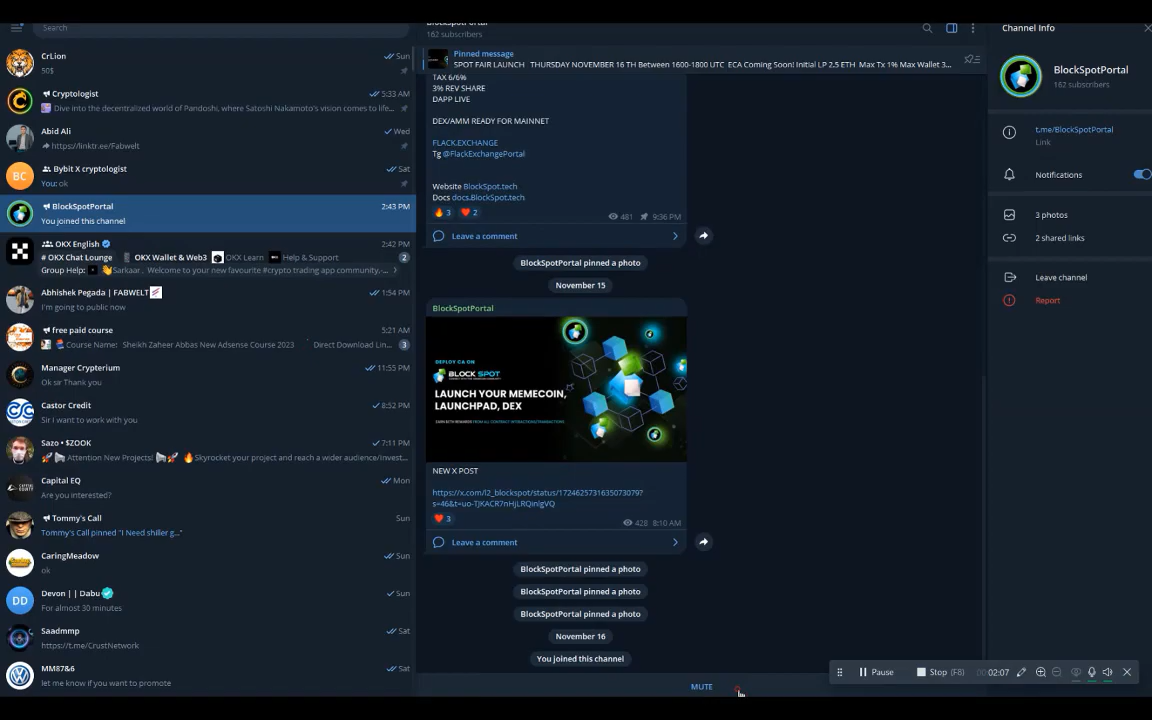 Search
CrLion
Sun
50$
Cryptologist
5:33 AM
Dive into the decentralized world of Pandoshi, where Satoshi Nakamoto's vision comes to life...
Abid Ali
Wed
https://linktr.ee/Fabwelt
BC
Bybit X cryptologist
Sat
You: ok
BlockSpotPortal
2:43 PM
You joined this channel
OKX English
2:42 PM
# OKX Chat Lounge OKX Wallet & Web3 OKX Learn Help & Support
2
Group Help: Sarkaar, Welcome to your new favourite #crypto trading app community,...
Abhishek Pegada | FABWELT
1:54 PM
I'm going to public now
free paid course
5:21 AM
Course Name: Sheikh Zaheer Abbas New Adsense Course 2023 Direct Download Lin...
3
Manager Crypterium
11:55 PM
Ok sir Thank you
Castor Credit
8:52 PM
Sir I want to work with you
Sazo • $ZOOK
7:11 PM
🚀📢Attention New Projects! 📢🚀 🔥Skyrocket your project and reach a wider audience/invest...
Capital EQ
Mon
Are you interested?
Tommy's Call
Sun
Tommy's Call pinned "I Need shiller g..."
CaringMeadow
Sun
ok
DD
Devon | | Dabu
Sun
For almost 30 minutes
Saadmmp
Sat
https://t.me/CrustNetwork
MM87&6
Sat
let me know if you want to promote
BlockSpotPortal
162 subscribers
Pinned message
SPOT FAIR LAUNCH THURSDAY NOVEMBER 16 TH Between 1600-1800 UTC ECA Coming Soon! Initial LP 2.5 ETH Max Tx 1% Max Wallet 3...
TAX 6/6%
3% REV SHARE
DAPP LIVE
DEX/AMM READY FOR MAINNET
FLACK.EXCHANGE
Tg @FlackExchangePortal
Website BlockSpot.tech
Docs docs.BlockSpot.tech
🔥 3 ❤️ 2
481 9:36 PM
Leave a comment
BlockSpotPortal pinned a photo
November 15
BlockSpotPortal
DEPLOY CA ON
BLOCK SPOT
LAUNCH YOUR MEMECOIN,
LAUNCHPAD, DEX
EARN $ETH REWARDS FROM ALL CONTRACT INTERACTIONS/TRANSACTIONS
NEW X POST
https://x.com/l2_blockspot/status/1724625731635073079?
s=46&t=uo-TJKACR7nHjLRQinlgVQ
❤️ 3
428 8:10 AM
Leave a comment
BlockSpotPortal pinned a photo
BlockSpotPortal pinned a photo
BlockSpotPortal pinned a photo
November 16
You joined this channel
MUTE
Channel Info
BlockSpotPortal
162 subscribers
t.me/BlockSpotPortal
Link
Notifications
3 photos
2 shared links
Leave channel
Report
Pause
Stop (F8)
00:02:07